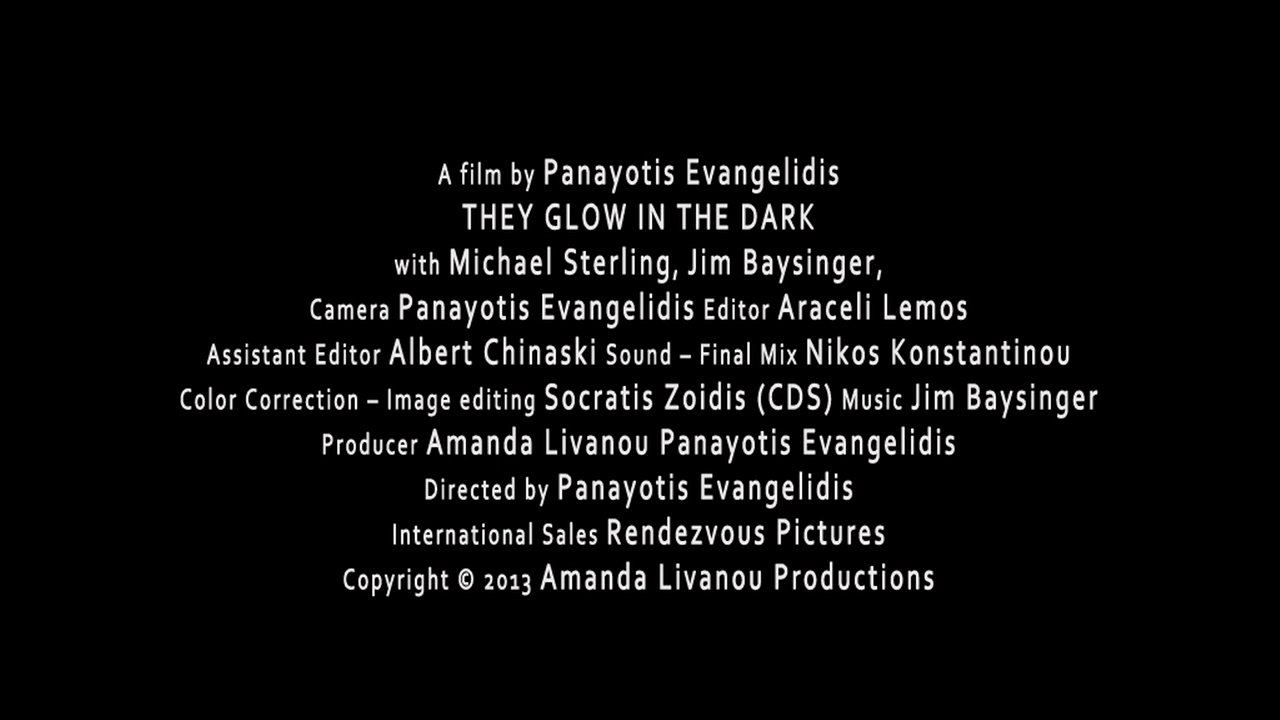 A film by Panayotis Evangelidis
THEY GLOW IN THE DARK
with Michael Sterling, Jim Baysinger,
Camera Panayotis Evangelidis Editor Araceli Lemos
Assistant Editor Albert Chinaski Sound – Final Mix Nikos Konstantinou
Color Correction – Image editing Socratis Zoidis (CDS) Music Jim Baysinger
Producer Amanda Livanou Panayotis Evangelidis
Directed by Panayotis Evangelidis
International Sales Rendezvous Pictures
Copyright © 2013 Amanda Livanou Productions